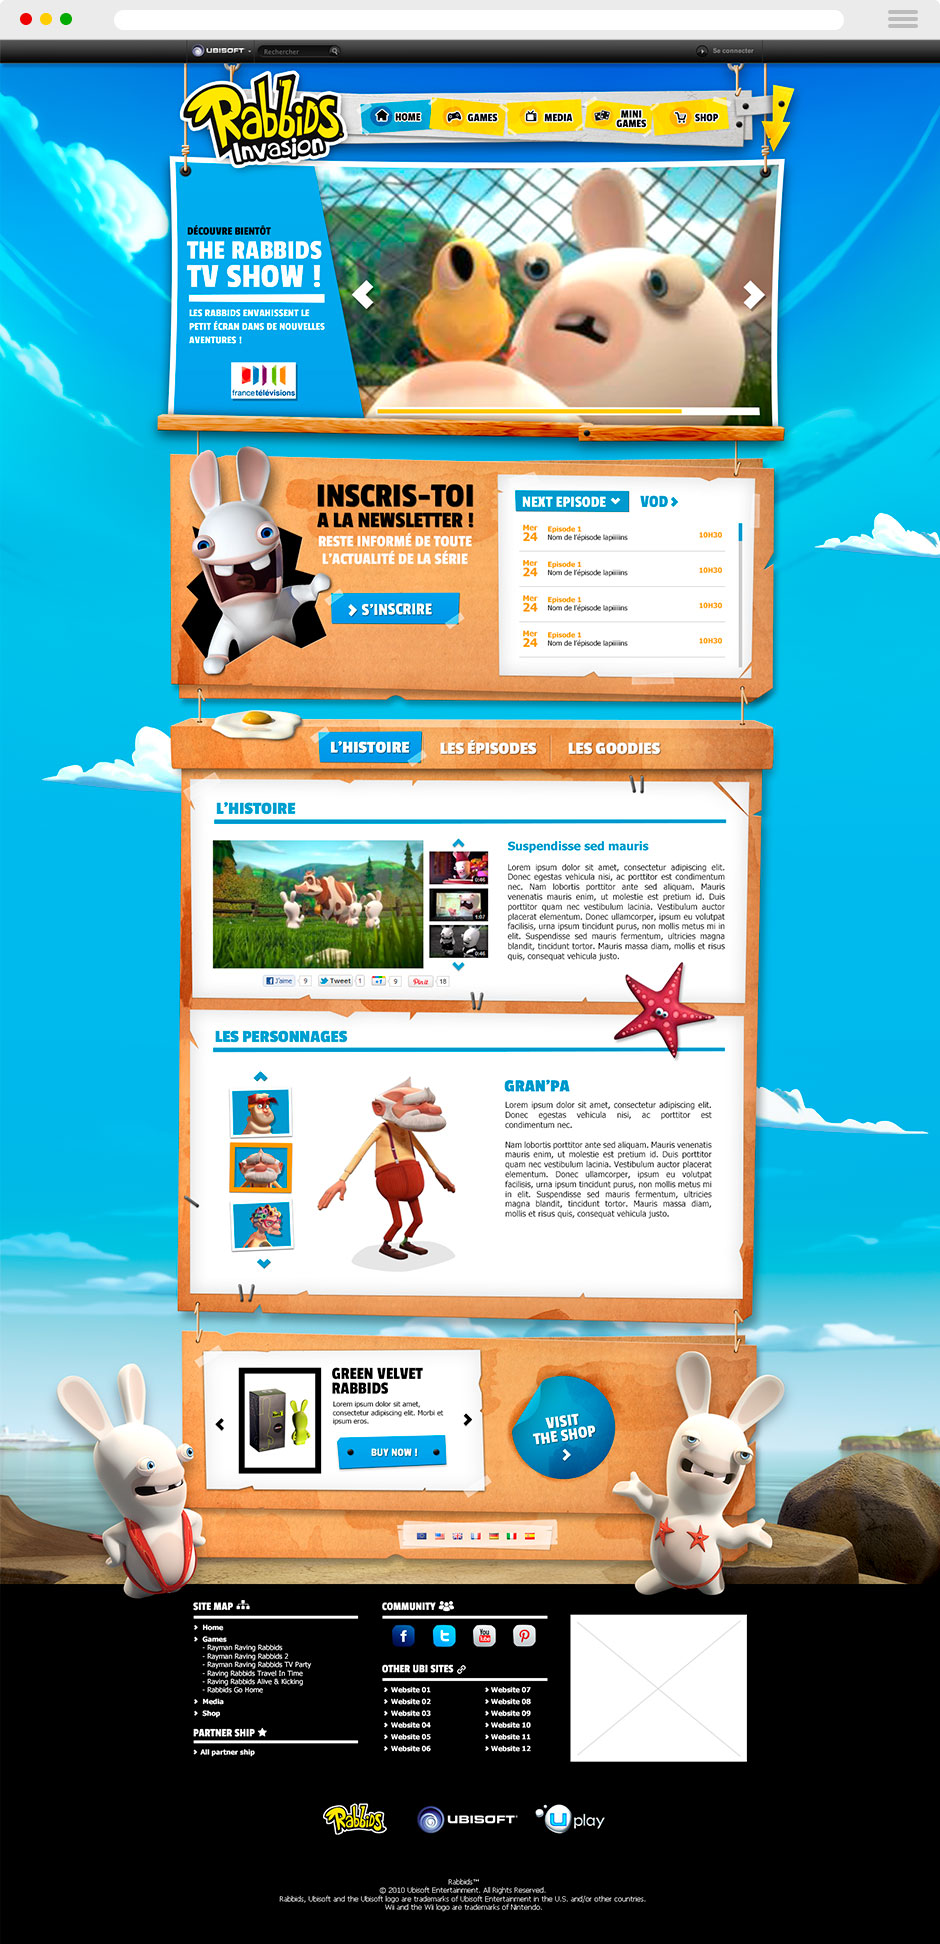 UBISOFT
Rechercher
Se connecter
Rabbids
Invasion
HOME
GAMES
MEDIA
MINI
GAMES
SHOP
DÉCOUVRE BIENTÔT
THE RABBIDS
TV SHOW !
LES RABBIDS ENVAHISSENT LE
PETIT ÉCRAN DANS DE NOUVELLES
AVENTURES !
francetélévisions
INSCRIS-TOI
A LA NEWSLETTER !
RESTE INFORMÉ DE TOUTE
L'ACTUALITÉ DE LA SÉRIE
S'INSCRIRE
NEXT EPISODE
VOD
Mer
24
Episode 1
Nom de l'épisode lapiiiiins
10H30
Mer
24
Episode 1
Nom de l'épisode lapiiiiins
10H30
Mer
24
Episode 1
Nom de l'épisode lapiiiiins
10H30
Mer
24
Episode 1
Nom de l'épisode lapiiiiins
10H30
L'HISTOIRE
LES ÉPISODES
LES GOODIES
L'HISTOIRE
0:46
1:07
0:46
J'aime
9
Tweet
1
+1
9
Pin it
18
Suspendisse sed mauris
Lorem ipsum dolor sit amet, consectetur adipiscing elit.
Donec egestas vehicula nisi, ac porttitor est condimentum
nec. Nam lobortis porttitor ante sed aliquam. Mauris
venenatis mauris enim, ut molestie est pretium id. Duis
porttitor quam nec vestibulum lacinia. Vestibulum auctor
placerat elementum. Donec ullamcorper, ipsum eu volutpat
facilisis, urna ipsum tincidunt purus, non mollis metus mi in
elit. Suspendisse sed mauris fermentum, ultricies magna
blandit, tincidunt tortor. Mauris massa diam, mollis et risus
quis, consequat vehicula justo.
LES PERSONNAGES
GRAN'PA
Lorem ipsum dolor sit amet, consectetur adipiscing elit.
Donec egestas vehicula nisi, ac porttitor est
condimentum nec.
Nam lobortis porttitor ante sed aliquam. Mauris venenatis
mauris enim, ut molestie est pretium id. Duis porttitor
quam nec vestibulum lacinia. Vestibulum auctor placerat
elementum. Donec ullamcorper, ipsum eu volutpat
facilisis, urna ipsum tincidunt purus, non mollis metus mi
in elit. Suspendisse sed mauris fermentum, ultricies
magna blandit, tincidunt tortor. Mauris massa diam,
mollis et risus quis, consequat vehicula justo.
GREEN VELVET
RABBIDS
Lorem ipsum dolor sit amet,
consectetur adipiscing elit. Morbi et
ipsum eros.
BUY NOW !
VISIT
THE SHOP
SITE MAP
Home
Games
- Rayman Raving Rabbids
- Rayman Raving Rabbids 2
- Rayman Raving Rabbids TV Party
- Raving Rabbids Travel In Time
- Raving Rabbids Alive & Kicking
- Rabbids Go Home
Media
Shop
PARTNER SHIP
All partner ship
COMMUNITY
f
t
You
Tube
OTHER UBI SITES
Website 01
Website 02
Website 03
Website 04
Website 05
Website 06
Website 07
Website 08
Website 09
Website 10
Website 11
Website 12
Rabbids
UBISOFT
U play
Rabbids™
© 2010 Ubisoft Entertainment. All Rights Reserved.
Rabbids, Ubisoft and the Ubisoft logo are trademarks of Ubisoft Entertainment in the U.S. and/or other countries.
Wii and the Wii logo are trademarks of Nintendo.